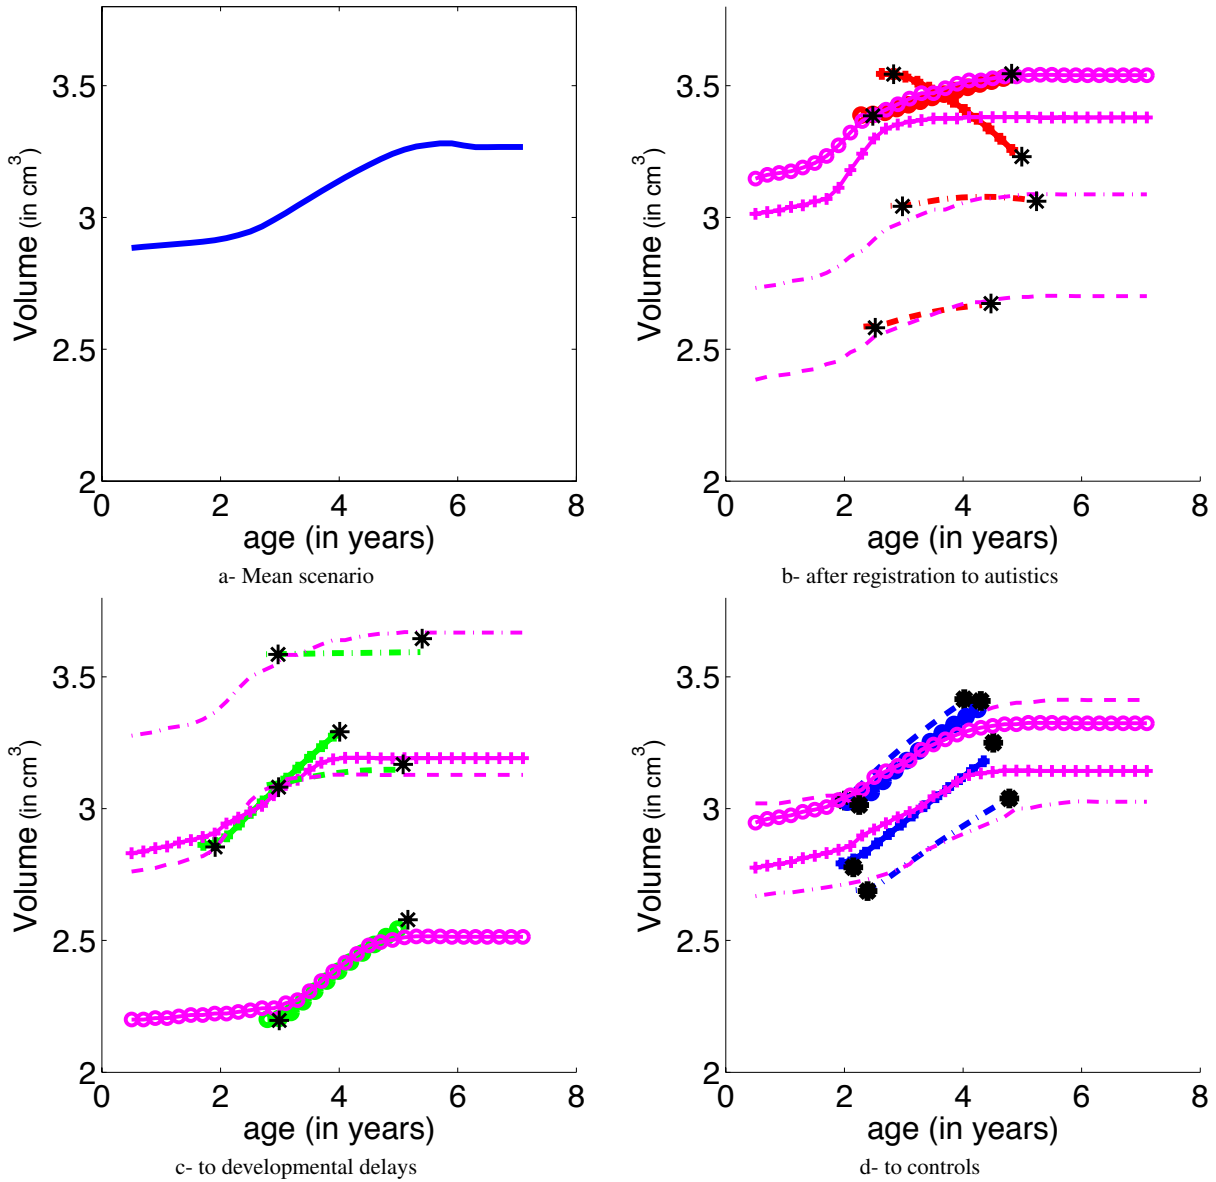 3.5
3
2.5
2
0 2 4 6 8
Volume (in cm³)
age (in years)
a- Mean scenario
3.5
3
2.5
2
0 2 4 6 8
Volume (in cm³)
age (in years)
b- after registration to autistics
3.5
3
2.5
2
0 2 4 6 8
Volume (in cm³)
age (in years)
c- to developmental delays
3.5
3
2.5
2
0 2 4 6 8
Volume (in cm³)
age (in years)
d- to controls